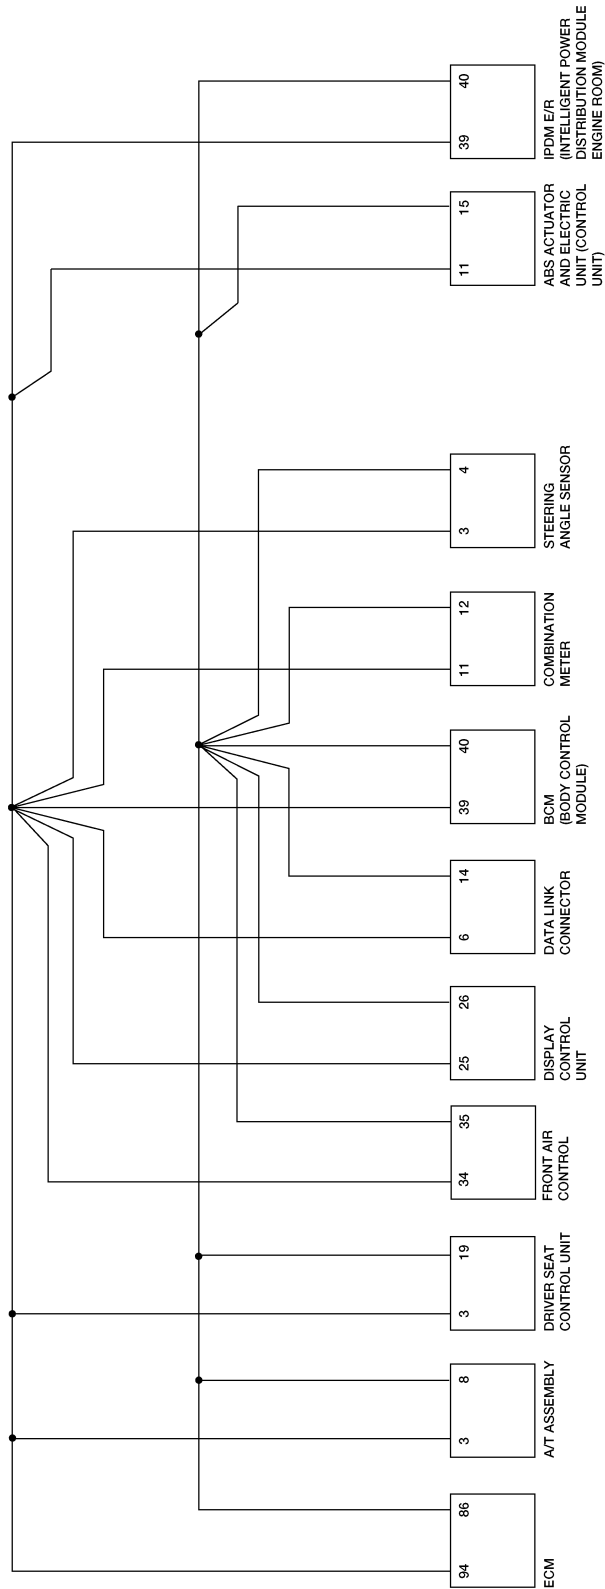 94
86
ECM
3
8
A/T ASSEMBLY
3
19
DRIVER SEAT
CONTROL UNIT
34
35
FRONT AIR
CONTROL
25
26
DISPLAY
CONTROL
UNIT
6
14
DATA LINK
CONNECTOR
39
40
BCM
(BODY CONTROL
MODULE)
11
12
COMBINATION
METER
3
4
STEERING
ANGLE SENSOR
11
15
ABS ACTUATOR
AND ELECTRIC
UNIT (CONTROL
UNIT)
39
40
IPDM E/R
(INTELLIGENT POWER
DISTRIBUTION MODULE
ENGINE ROOM)